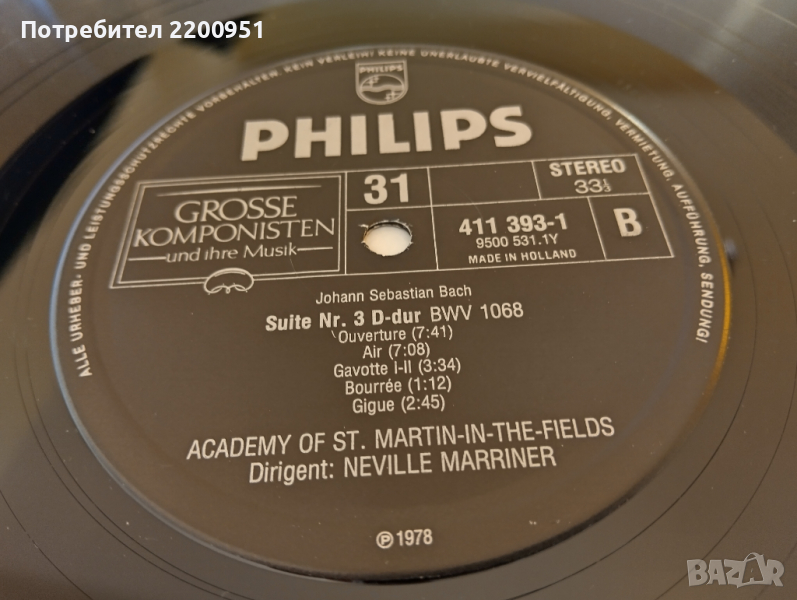 Потребител 2200951
ALLE URHEBER- UND LEISTUNGSSCHUTZRECHTE VORBEHALTEN. KEIN VERLEIH! KEINE UNERLAUBTE VERVIELFÄLTIGUNG, VERMIETUNG, AUFFÜHRUNG, SENDUNG!
PHILIPS
PHILIPS
GROSSE
KOMPONISTEN
und ihre Musik
31
STEREO
33⅓
411 393-1
9500 531.1Y
MADE IN HOLLAND
B
Johann Sebastian Bach
Suite Nr. 3 D-dur BWV 1068
Ouverture (7:41)
Air (7:08)
Gavotte I-II (3:34)
Bourrée (1:12)
Gigue (2:45)
ACADEMY OF ST. MARTIN-IN-THE-FIELDS
Dirigent: NEVILLE MARRINER
℗ 1978
BAZAR